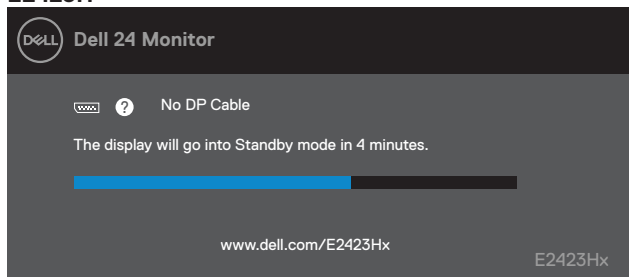 DELL Dell 24 Monitor
? No DP Cable
The display will go into Standby mode in 4 minutes.
www.dell.com/E2423Hx
E2423Hx